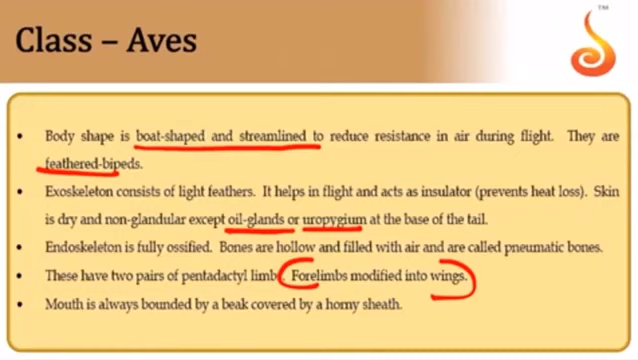 Class – Aves
TM
• Body shape is boat-shaped and streamlined to reduce resistance in air during flight. They are
feathered-bipeds.
• Exoskeleton consists of light feathers. It helps in flight and acts as insulator (prevents heat loss). Skin
is dry and non-glandular except oil-glands or uropygium at the base of the tail.
• Endoskeleton is fully ossified. Bones are hollow and filled with air and are called pneumatic bones.
• These have two pairs of pentadactyl limbs. Forelimbs modified into wings.
• Mouth is always bounded by a beak covered by a horny sheath.